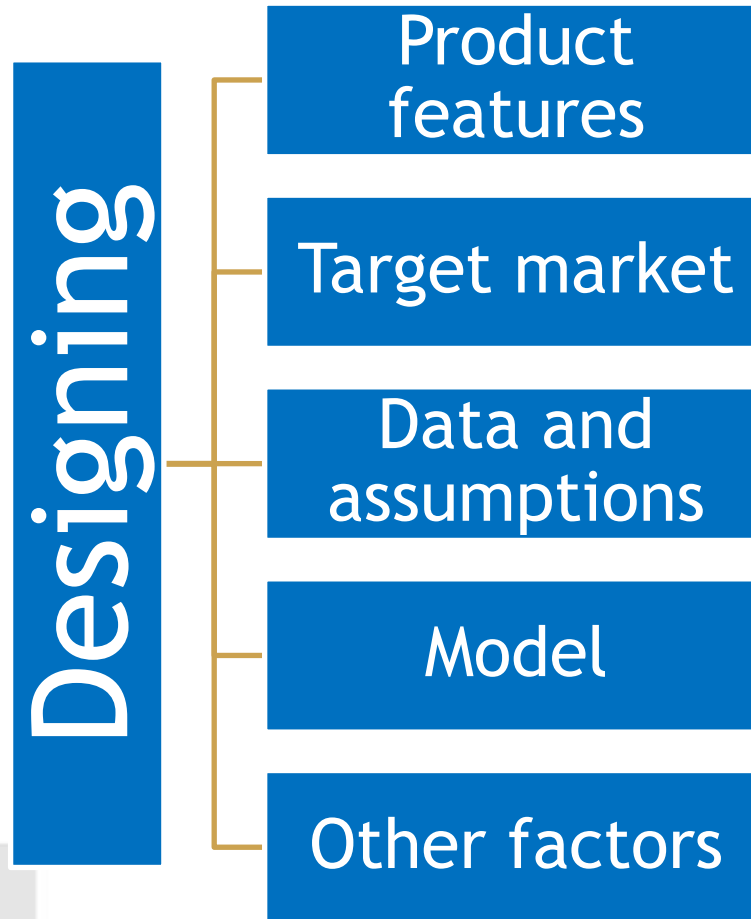 Designing
Product
features
Target market
Data and
assumptions
Model
Other factors